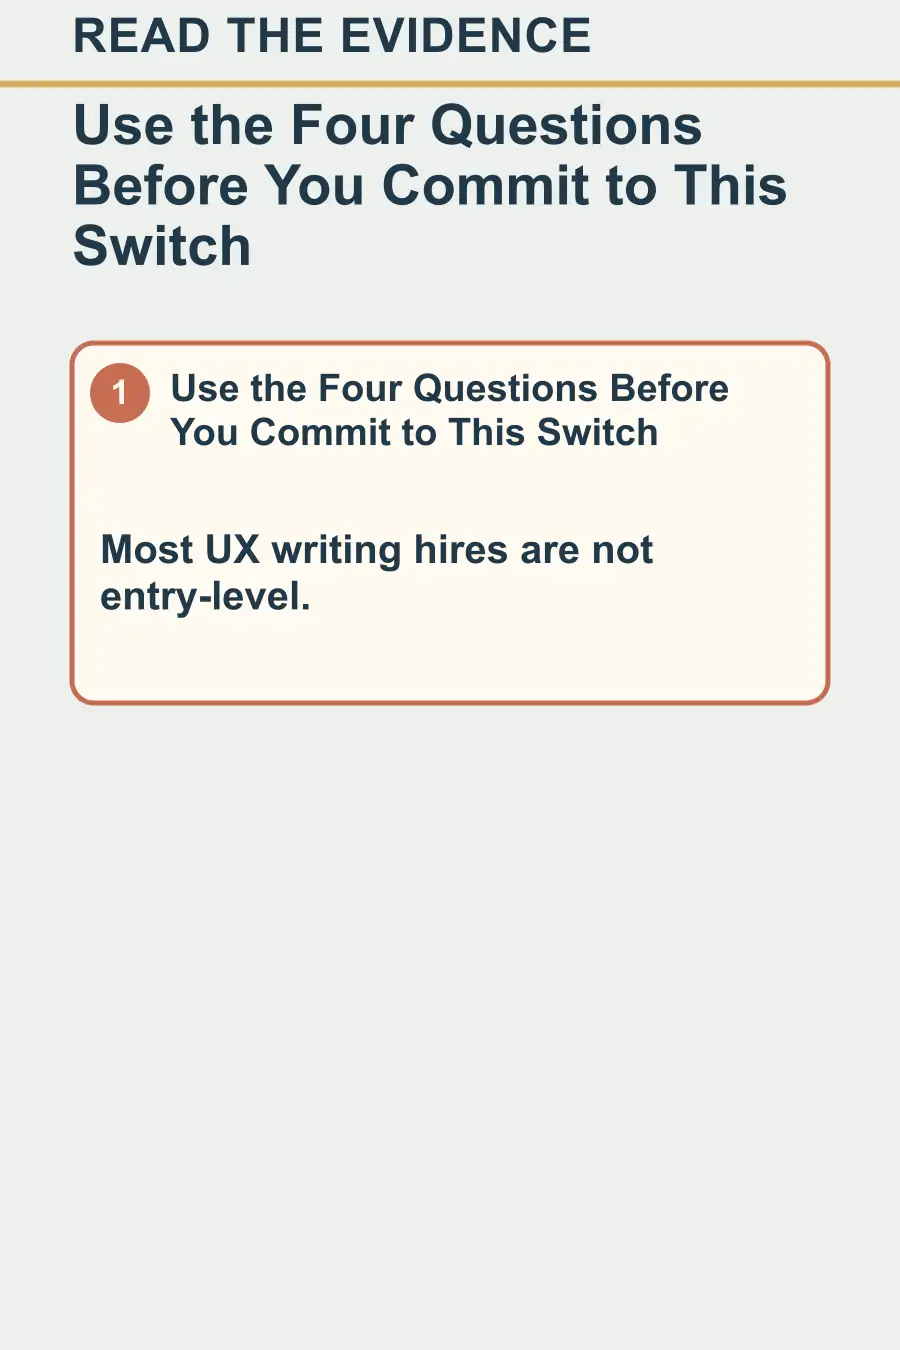 READ THE EVIDENCE
Use the Four Questions
Before You Commit to This
Switch
1
Use the Four Questions Before
You Commit to This Switch
Most UX writing hires are not
entry-level.